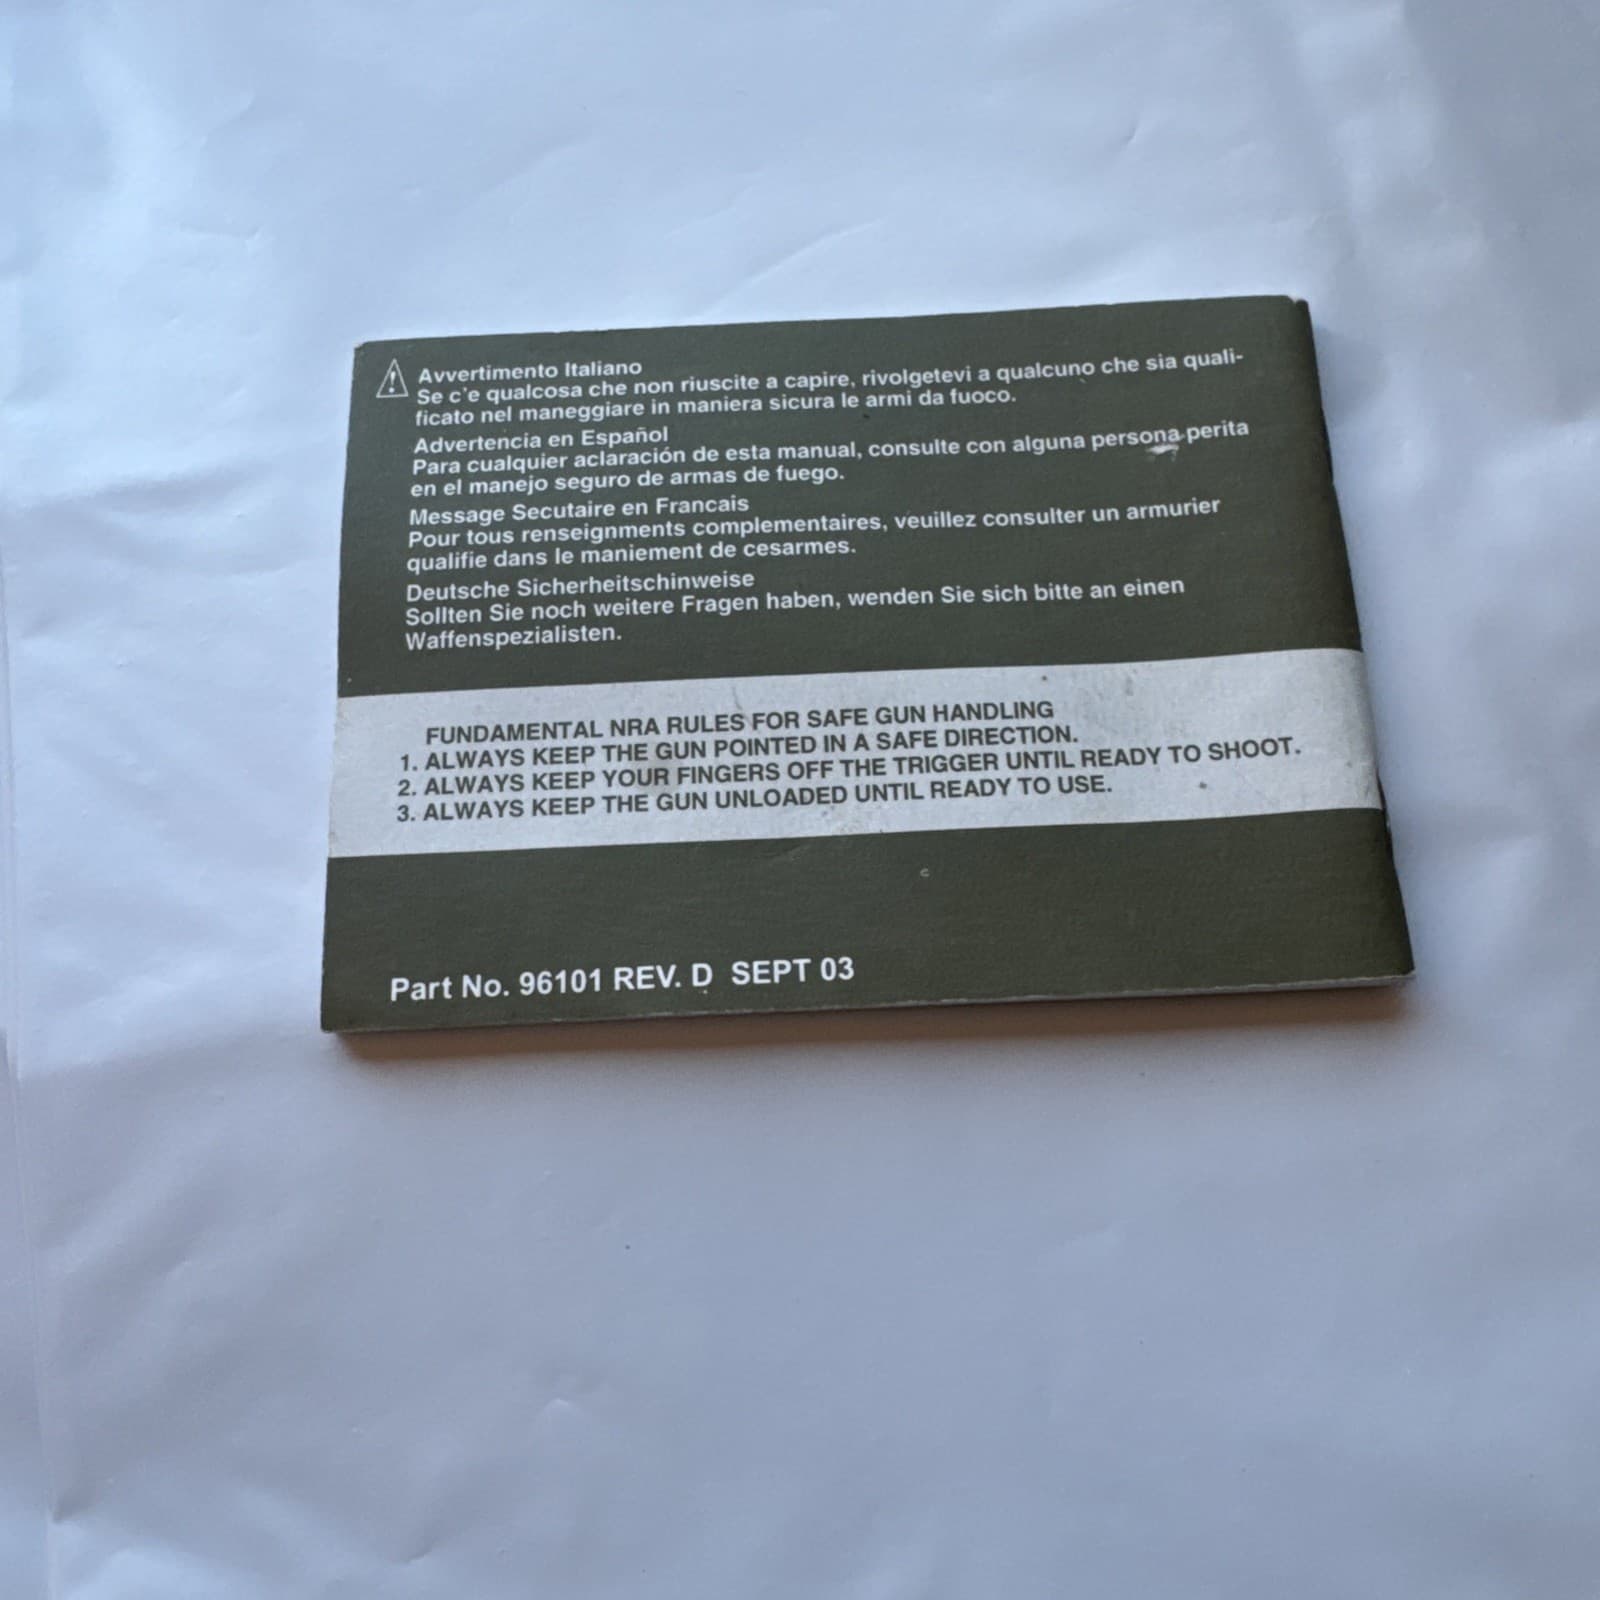 Avvertimento Italiano
Se c'e qualcosa che non riuscite a capire, rivolgetevi a qualcuno che sia quali-
ficato nel maneggiare in maniera sicura le armi da fuoco.
Advertencia en Español
Para cualquier aclaración de esta manual, consulte con alguna persona perita
en el manejo seguro de armas de fuego.
Message Secutaire en Francais
Pour tous renseignments complementaires, veuillez consulter un armurier
qualifie dans le maniement de cesarmes.
Deutsche Sicherheitschinweise
Sollten Sie noch weitere Fragen haben, wenden Sie sich bitte an einen
Waffenspezialisten.
FUNDAMENTAL NRA RULES FOR SAFE GUN HANDLING
1. ALWAYS KEEP THE GUN POINTED IN A SAFE DIRECTION.
2. ALWAYS KEEP YOUR FINGERS OFF THE TRIGGER UNTIL READY TO SHOOT.
3. ALWAYS KEEP THE GUN UNLOADED UNTIL READY TO USE.
Part No. 96101 REV. D SEPT 03